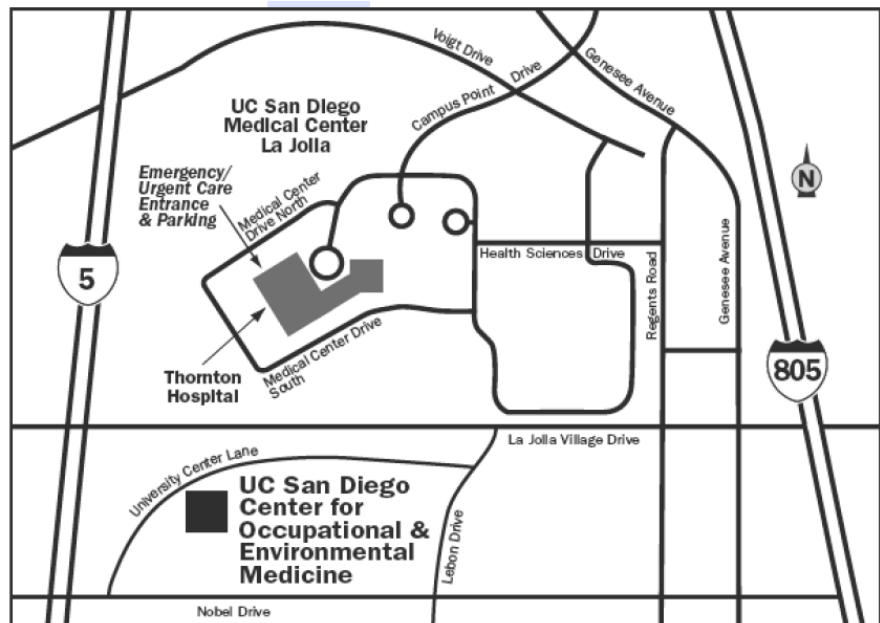 Voigt Drive
Genesee Avenue
Campus Point Drive
UC San Diego
Medical Center
La Jolla
Emergency/
Urgent Care
Entrance
& Parking
Medical Center
Drive North
N
5
Health Sciences Drive
Regents Road
Genesee Avenue
Medical Center Drive
South
Thornton
Hospital
805
La Jolla Village Drive
University Center Lane
UC San Diego
Center for
Occupational &
Environmental
Medicine
Lebon Drive
Nobel Drive